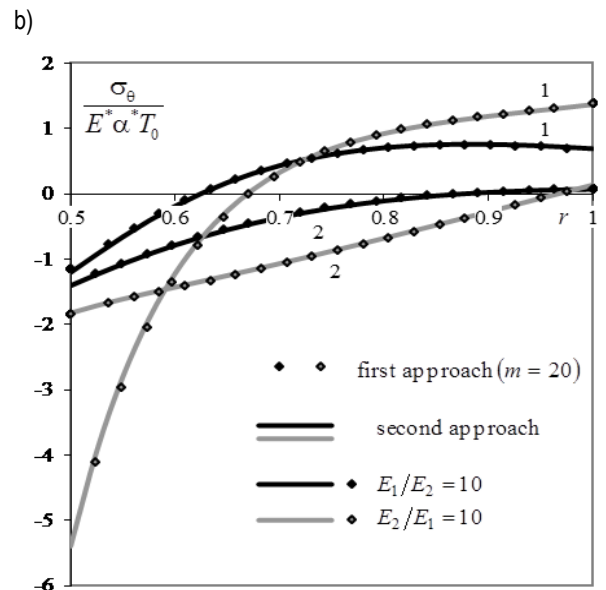 b)
2
σθ
E*α*T0
1
1
1
0
0.5
0.6
0.7
0.8
0.9
r
1
2
-1
2
-2
first approach (m = 20)
-3
second approach
-4
E1/E2 = 10
E2/E1 = 10
-5
-6